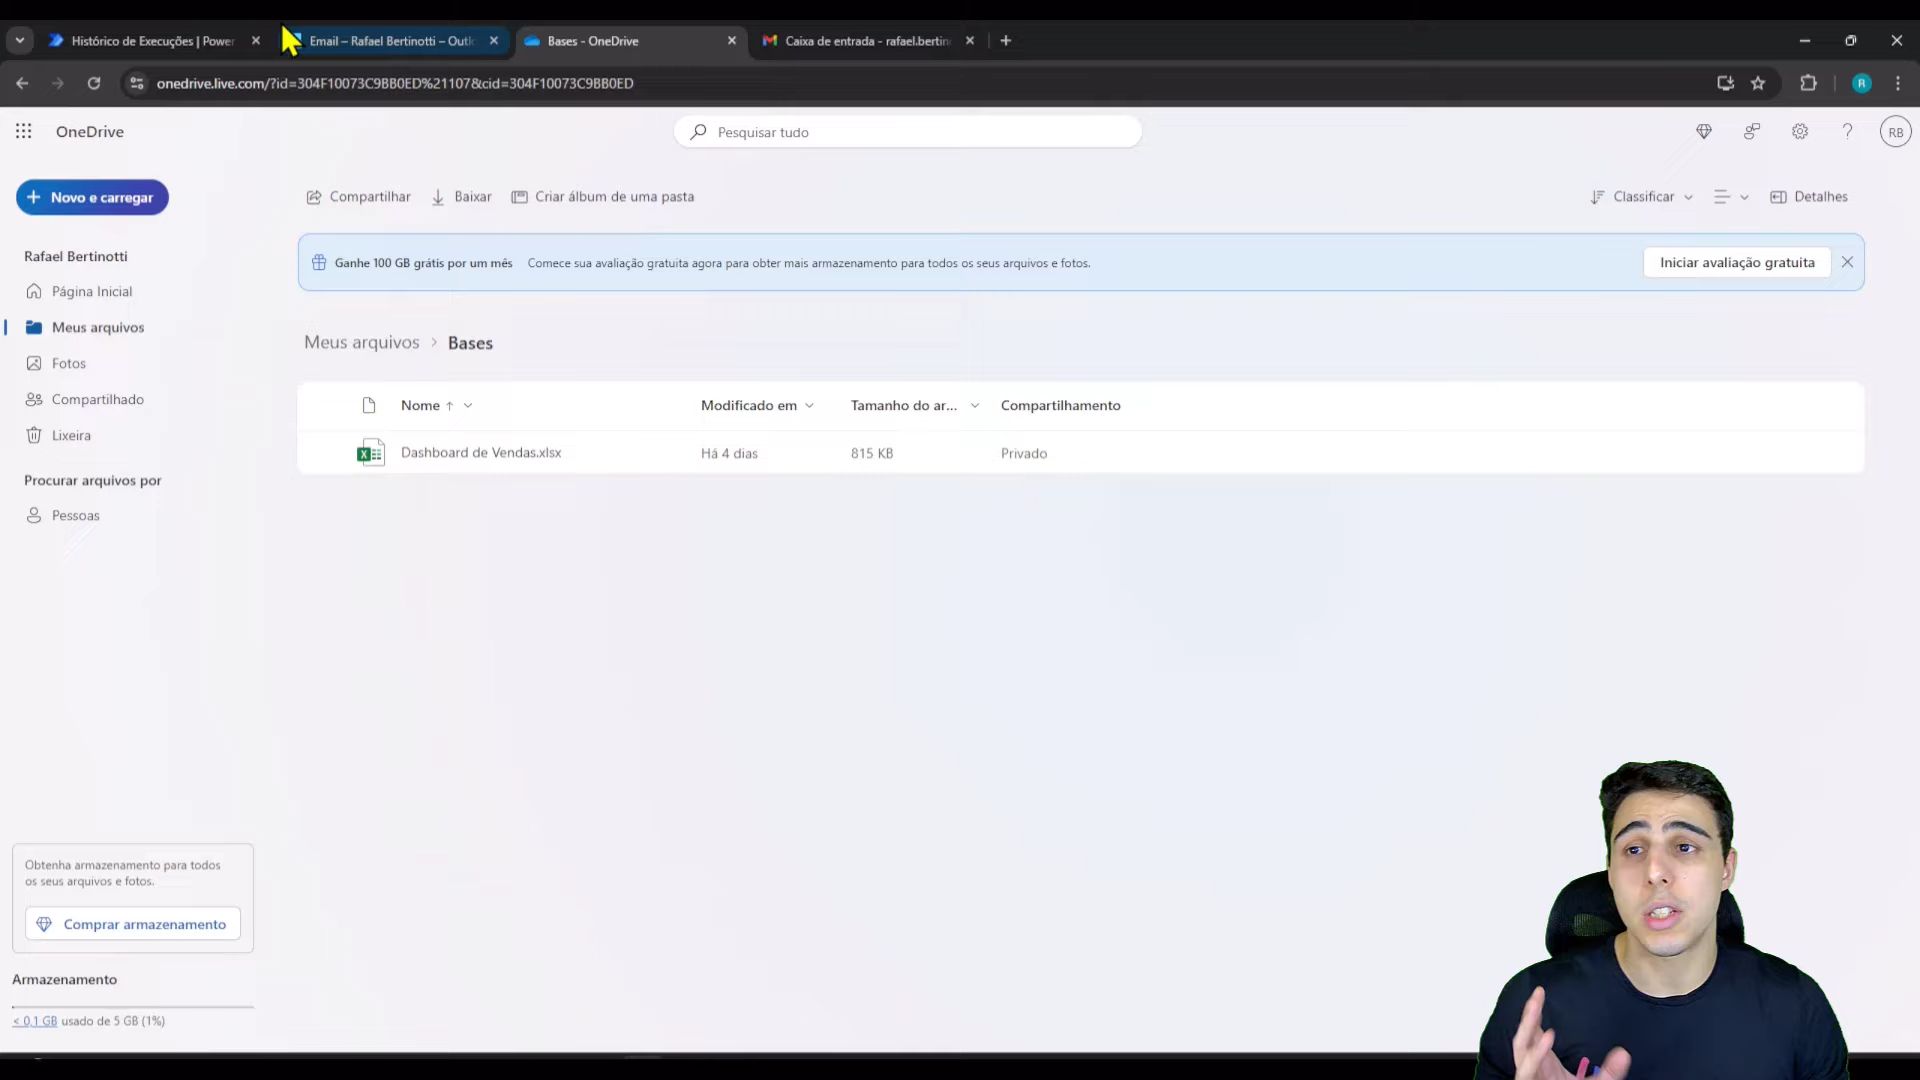 Histórico de Execuções | Power
Email – Rafael Bertinotti – Outl
Bases - OneDrive
Caixa de entrada - rafael.bertin
onedrive.live.com/?id=304F10073C9BB0ED%21107&cid=304F10073C9BB0ED
R
OneDrive
Pesquisar tudo
RB
Novo e carregar
Compartilhar
Baixar
Criar álbum de uma pasta
Classificar
Detalhes
Rafael Bertinotti
Ganhe 100 GB grátis por um mês Comece sua avaliação gratuita agora para obter mais armazenamento para todos os seus arquivos e fotos.
Iniciar avaliação gratuita
Página Inicial
Meus arquivos
Fotos
Compartilhado
Lixeira
Procurar arquivos por
Pessoas
Meus arquivos > Bases
Nome
Modificado em
Tamanho do ar...
Compartilhamento
Dashboard de Vendas.xlsx
Há 4 dias
815 KB
Privado
Obtenha armazenamento para todos
os seus arquivos e fotos.
Comprar armazenamento
Armazenamento
< 0,1 GB usado de 5 GB (1%)